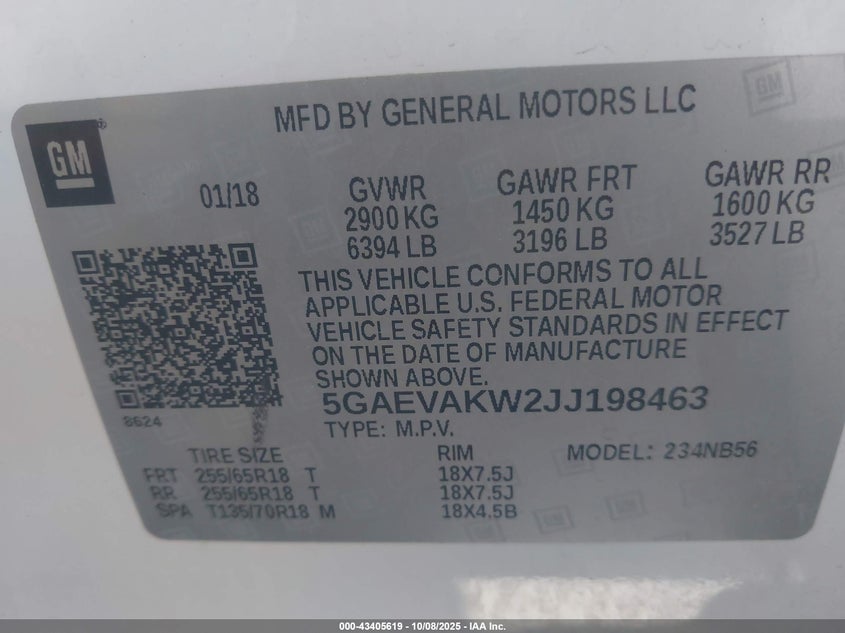 MFD BY GENERAL MOTORS LLC
GM
01/18
GVWR
2900 KG
6394 LB
GAWR FRT
1450 KG
3196 LB
GAWR RR
1600 KG
3527 LB
THIS VEHICLE CONFORMS TO ALL
APPLICABLE U.S. FEDERAL MOTOR
VEHICLE SAFETY STANDARDS IN EFFECT
ON THE DATE OF MANUFACTURE
SHOWN ABOVE.
8624
5GAEVAKW2JJ198463
TYPE: M.P.V.
TIRE SIZE RIM MODEL: 234NB56
FRT 255/65R18 T 18X7.5J
RR 255/65R18 T 18X7.5J
SPA T135/70R18 M 18X4.5B
000-43405619 - 10/08/2025 - IAA Inc.